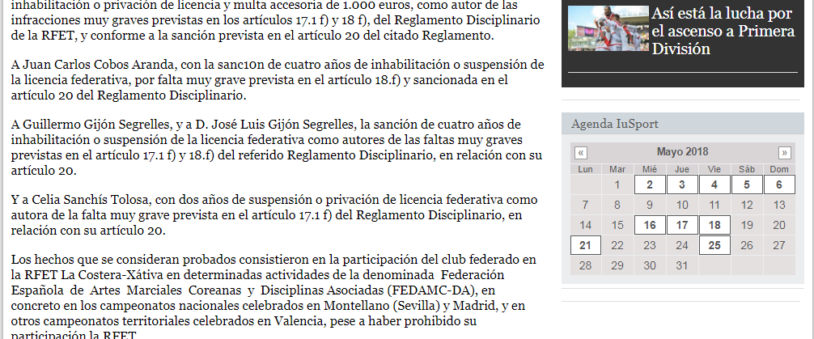 inhabilitación o privación de licencia y multa accesoria de 1.000 euros, como autor de las
infracciones muy graves previstas en los artículos 17.1 f) y 18 f), del Reglamento Disciplinario
de la RFET, y conforme a la sanción prevista en el artículo 20 del citado Reglamento.
A Juan Carlos Cobos Aranda, con la sanc10n de cuatro años de inhabilitación o suspensión de
la licencia federativa, por falta muy grave prevista en el artículo 18.f) y sancionada en el
artículo 20 del Reglamento Disciplinario.
A Guillermo Gijón Segrelles, y a D. José Luis Gijón Segrelles, la sanción de cuatro años de
inhabilitación o suspensión de la licencia federativa como autores de las faltas muy graves
previstas en el artículo 17.1 f) y 18.f) del referido Reglamento Disciplinario, en relación con su
artículo 20.
Y a Celia Sanchís Tolosa, con dos años de suspensión o privación de licencia federativa como
autora de la falta muy grave prevista en el artículo 17.1 f) del Reglamento Disciplinario, en
relación con su artículo 20.
Los hechos que se consideran probados consistieron en la participación del club federado en
la RFET La Costera-Xátiva en determinadas actividades de la denominada Federación
Española de Artes Marciales Coreanas y Disciplinas Asociadas (FEDAMC-DA), en
concreto en los campeonatos nacionales celebrados en Montellano (Sevilla) y Madrid, y en
otros campeonatos territoriales celebrados en Valencia, pese a haber prohibido su
participación la RFET
Así está la lucha por
el ascenso a Primera
División
Agenda IuSport
« Mayo 2018 »
Lun Mar Mié Jue Vie Sáb Dom
1 2 3 4 5 6
7 8 9 10 11 12 13
14 15 16 17 18 19 20
21 22 23 24 25 26 27
28 29 30 31